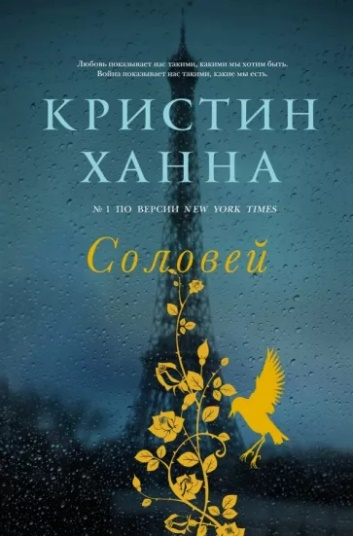 Любовь показывает нас такими, какими мы хотим быть.
Война показывает нас такими, какие мы есть.
КРИСТИН
ХАННА
№ 1 ПО ВЕРСИИ NEW YORK TIMES
Соловей